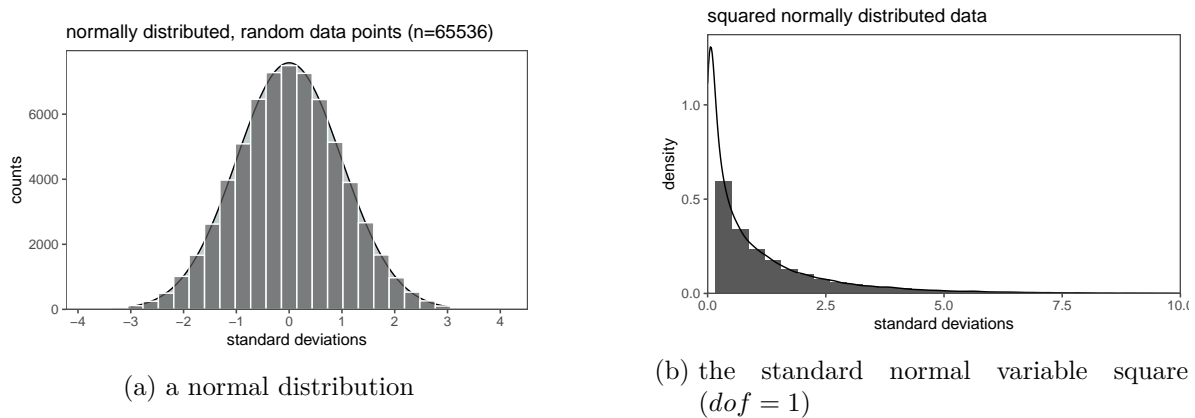 normally distributed, random data points (n=65536)
counts
6000
4000
2000
0
−4 −3 −2 −1 0 1 2 3 4
standard deviations
(a) a normal distribution
squared normally distributed data
density
1.0
0.5
0.0
0.0 2.5 5.0 7.5 10.0
standard deviations
(b) the standard normal variable square
(dof = 1)